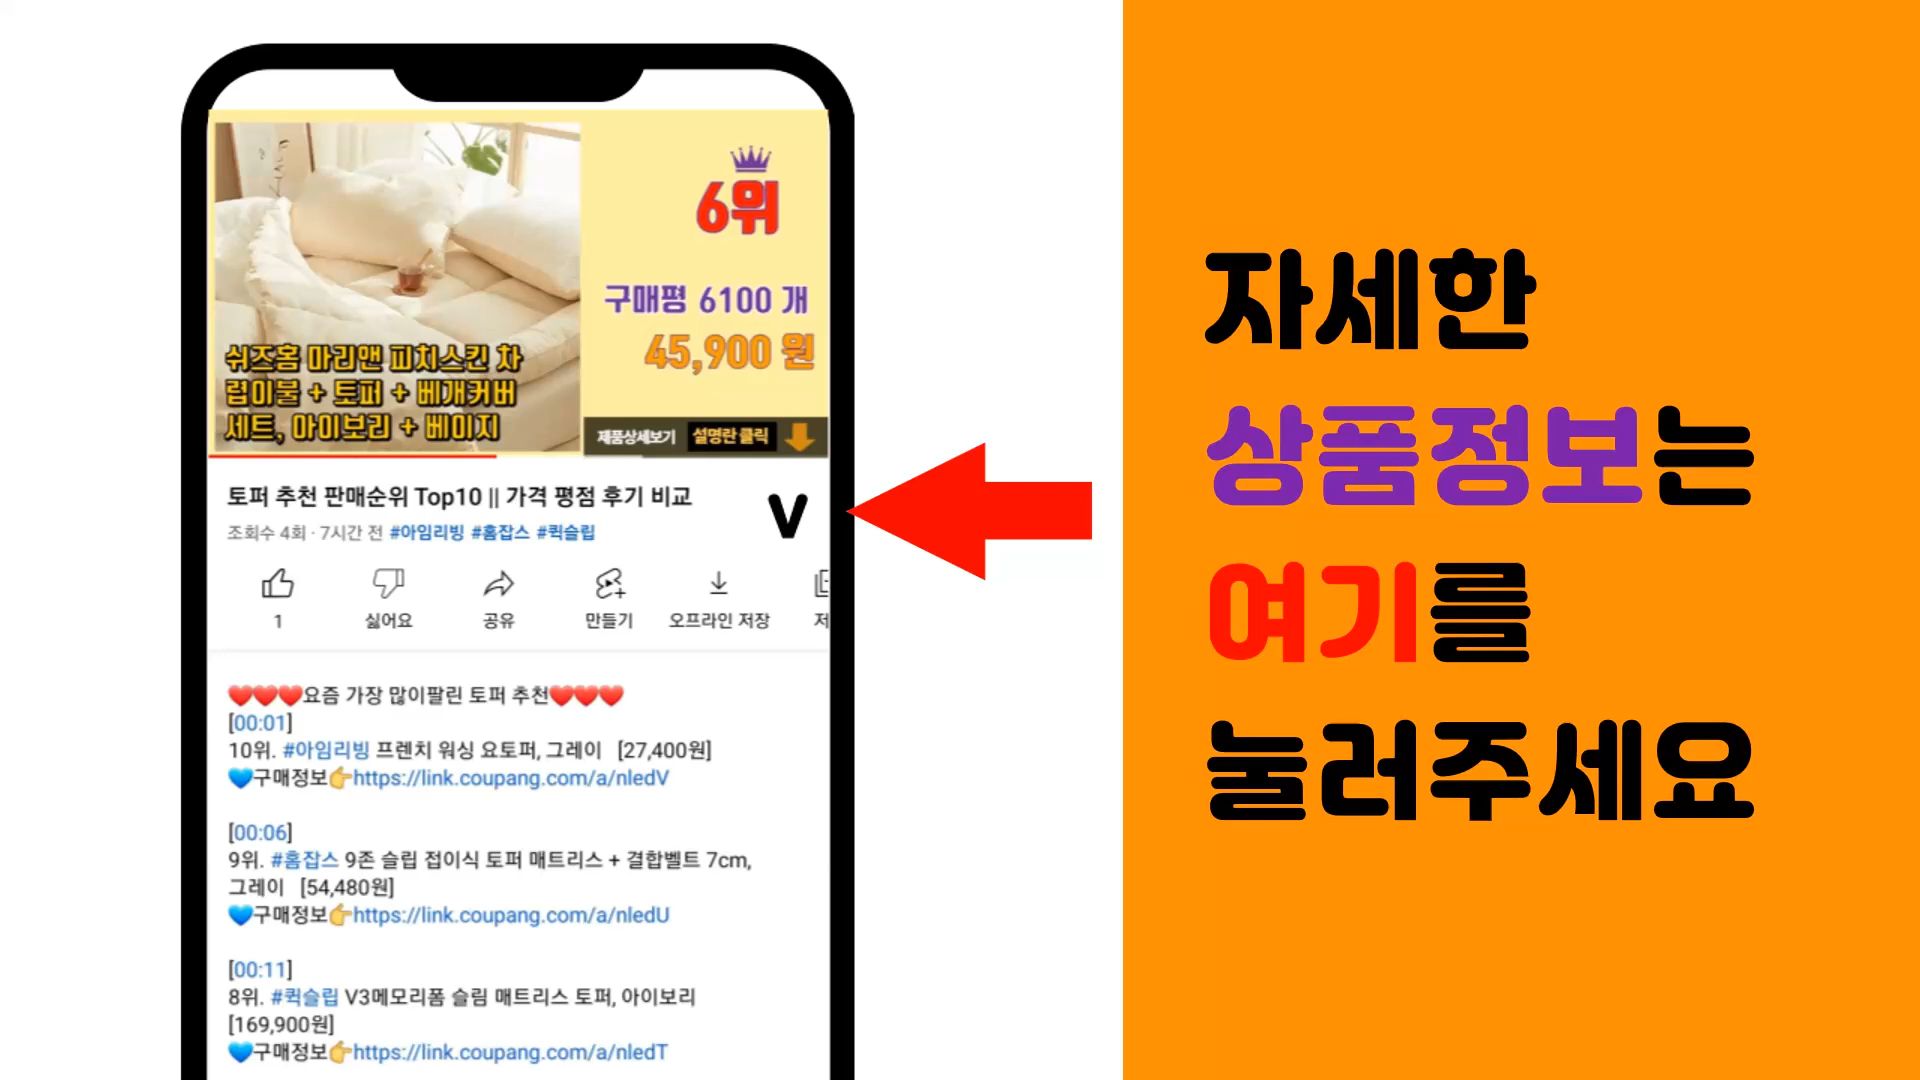 6위
구매평 6100 개
45,900 원
쉬즈홈 마리앤 피치스킨 차
렵이불 + 토퍼 + 베개커버
세트, 아이보리 + 베이지
제품상세보기 설명란 클릭
토퍼 추천 판매순위 Top10 || 가격 평점 후기 비교
V
조회수 4회 · 7시간 전 #아임리빙 #홈잡스 #퀵슬립
1 싫어요 공유 만들기 오프라인 저장 저
❤️❤️❤️요즘 가장 많이팔린 토퍼 추천❤️❤️❤️
[00:01]
10위. #아임리빙 프렌치 워싱 요토퍼, 그레이 [27,400원]
💙구매정보👉https://link.coupang.com/a/nledV
[00:06]
9위. #홈잡스 9존 슬립 접이식 토퍼 매트리스 + 결합벨트 7cm,
그레이 [54,480원]
💙구매정보👉https://link.coupang.com/a/nledU
[00:11]
8위. #퀵슬립 V3메모리폼 슬림 매트리스 토퍼, 아이보리
[169,900원]
💙구매정보👉https://link.coupang.com/a/nledT
자세한
상품정보는
여기를
눌러주세요